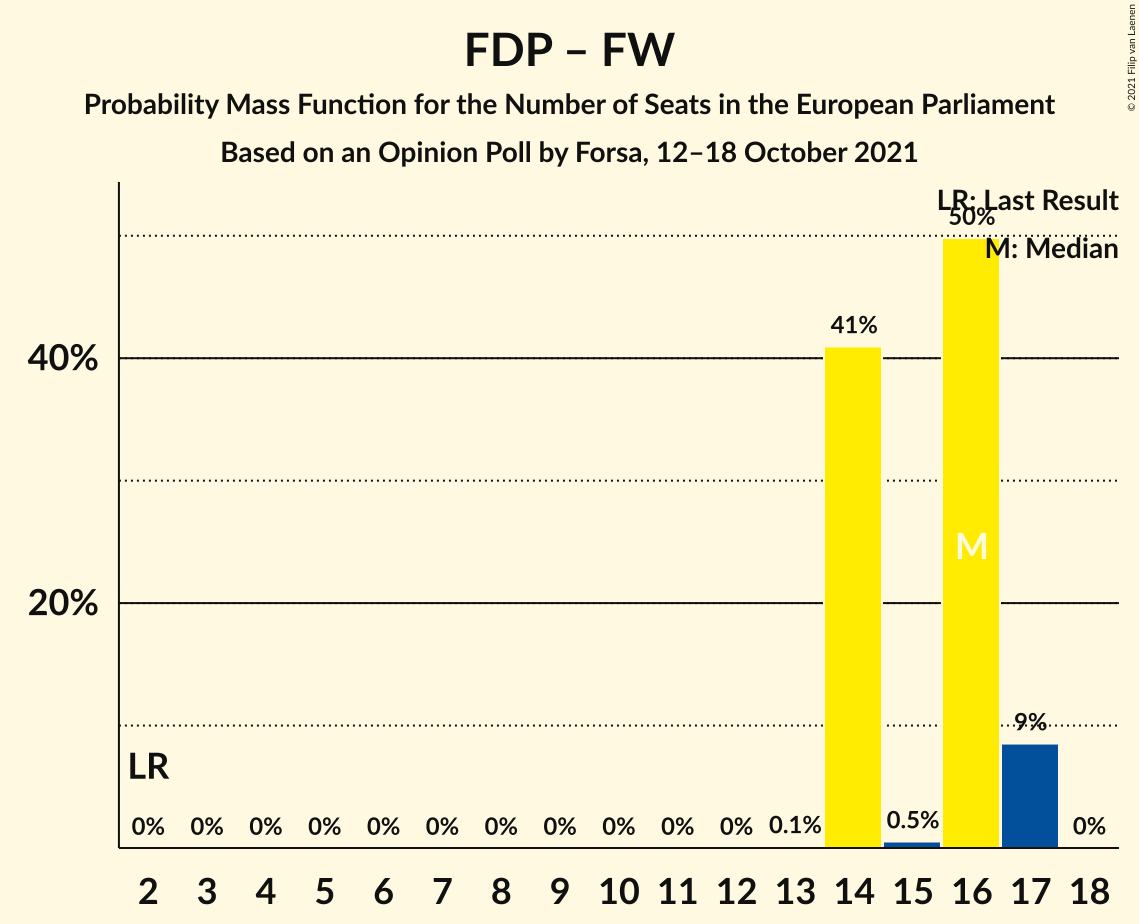 FDP – FW
Probability Mass Function for the Number of Seats in the European Parliament
Based on an Opinion Poll by Forsa, 12–18 October 2021
© 2021 Filip van Laenen
LR: Last Result
M: Median
50%
41%
40%
M
20%
9%
LR
0% 0% 0% 0% 0% 0% 0% 0% 0% 0% 0% 0.1% 0.5% 0%
2 3 4 5 6 7 8 9 10 11 12 13 14 15 16 17 18